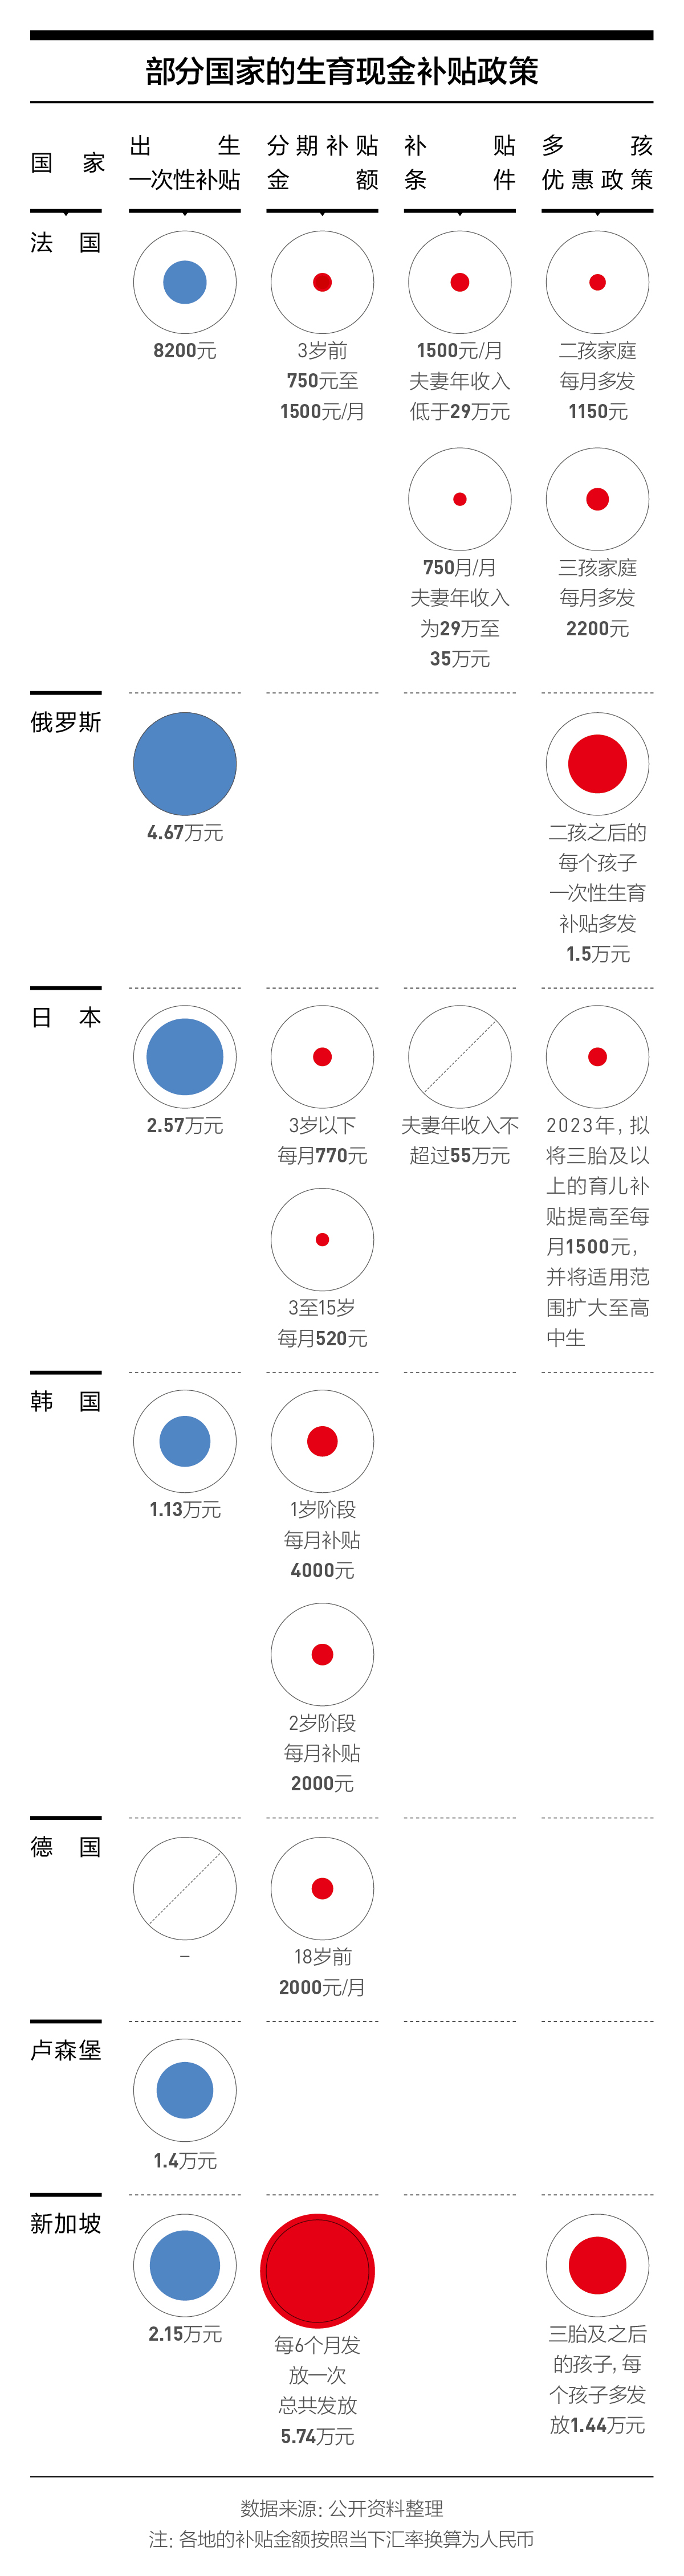 部分国家的生育现金补贴政策
国家
出生
一次性补贴
分期补贴
金额
补贴
条件
多孩
优惠政策
法国
8200元
3岁前
750元至
1500元/月
1500元/月
夫妻年收入
低于29万元
750月/月
夫妻年收入
为29万至
35万元
二孩家庭
每月多发
1150元
三孩家庭
每月多发
2200元
俄罗斯
4.67万元
二孩之后的
每个孩子
一次性生育
补贴多发
1.5万元
日本
2.57万元
3岁以下
每月770元
3至15岁
每月520元
夫妻年收入不
超过55万元
2023年,拟
将三胎及以
上的育儿补
贴提高至每
月1500元,
并将适用范
围扩大至高
中生
韩国
1.13万元
1岁阶段
每月补贴
4000元
2岁阶段
每月补贴
2000元
德国
–
18岁前
2000元/月
卢森堡
1.4万元
新加坡
2.15万元
每6个月发
放一次
总共发放
5.74万元
三胎及之后
的孩子,每
个孩子多发
放1.44万元
数据来源:公开资料整理
注:各地的补贴金额按照当下汇率换算为人民币